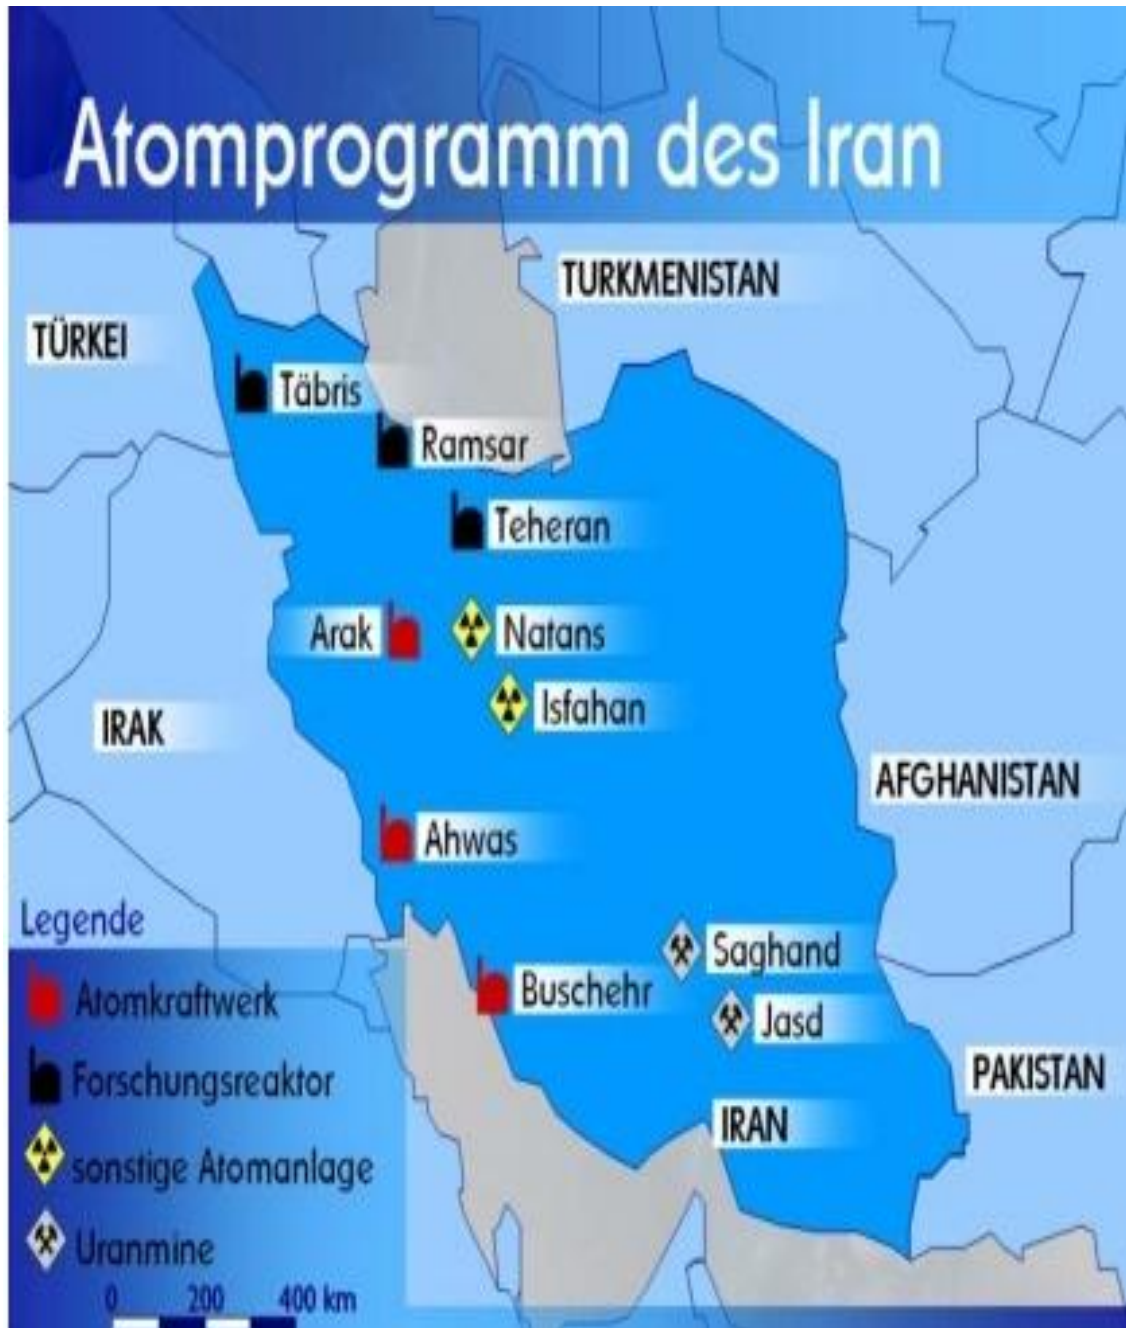 Atomprogramm des Iran
TURKMENISTAN
TÜRKEI
Täbris
Ramsar
Teheran
Arak
Natans
Isfahan
IRAK
AFGHANISTAN
Ahwas
Saghand
Buschehr
Jasd
PAKISTAN
IRAN
Legende
Atomkraftwerk
Forschungsreaktor
sonstige Atomanlage
Uranmine
0 200 400 km